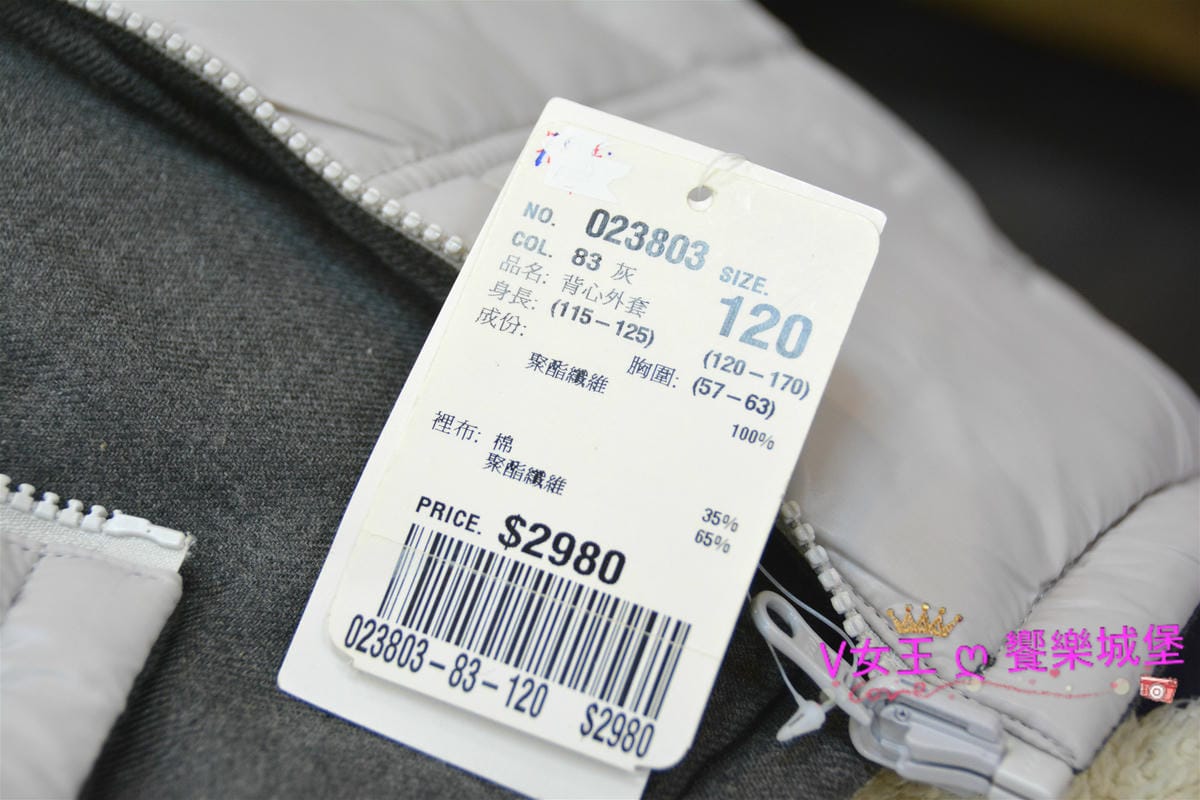 NO. 023803
COL. 83 灰 SIZE.
品名: 背心外套 120
身長: (115-125) (120-170)
成份: 胸圍: (57-63)
聚酯纖維 100%
裡布: 棉 35%
聚酯纖維 65%
PRICE. $2980
023803-83-120 $2980
V女王 ღ 饗樂城堡